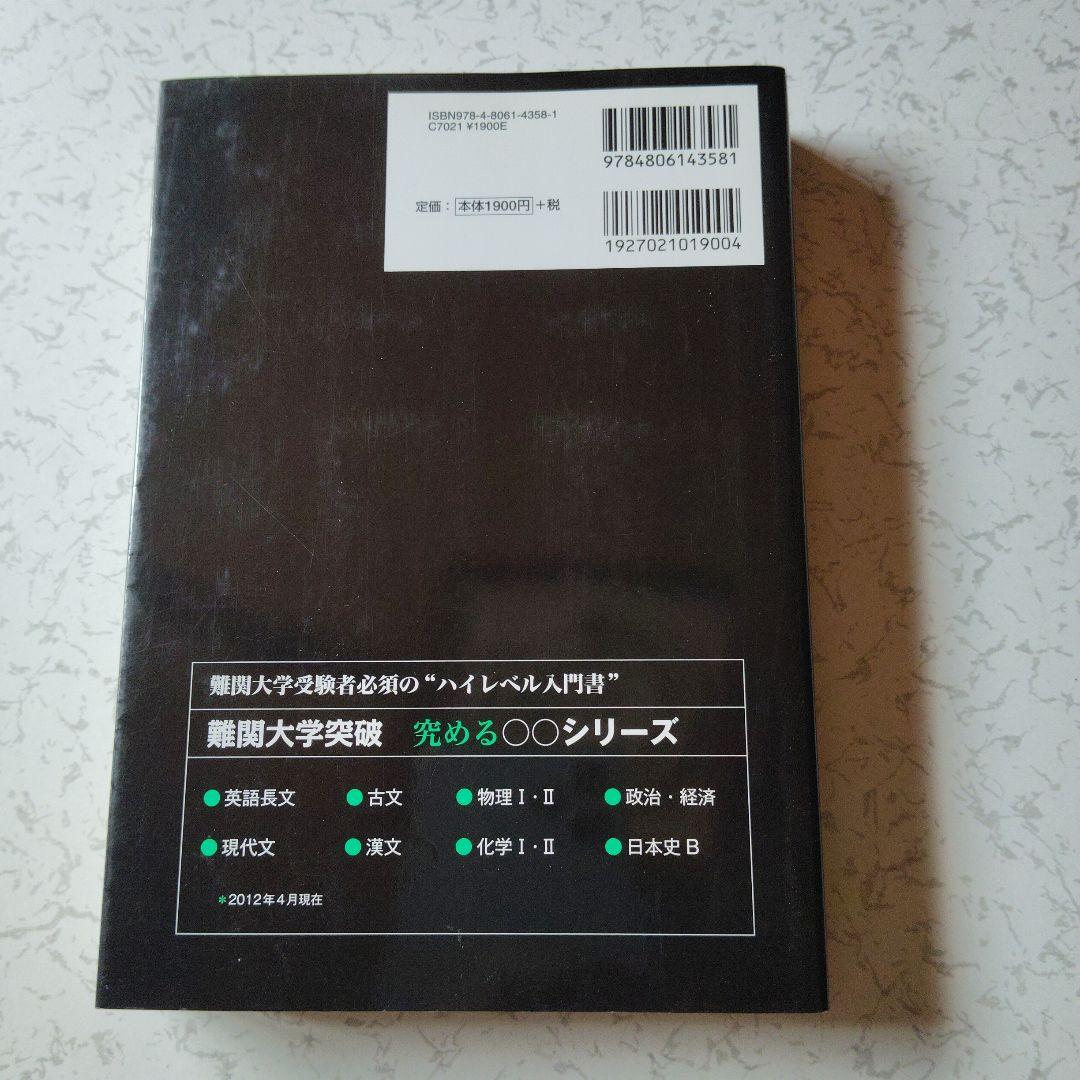 ISBN978-4-8061-4358-1
C7021 ¥1900E
9784806143581
定価：本体1900円+税
1927021019004
難関大学受験者必須の“ハイレベル入門書”
難関大学突破 究める○○シリーズ
●英語長文 ●古文 ●物理Ⅰ・Ⅱ ●政治・経済
●現代文 ●漢文 ●化学Ⅰ・Ⅱ ●日本史B
*2012年4月現在